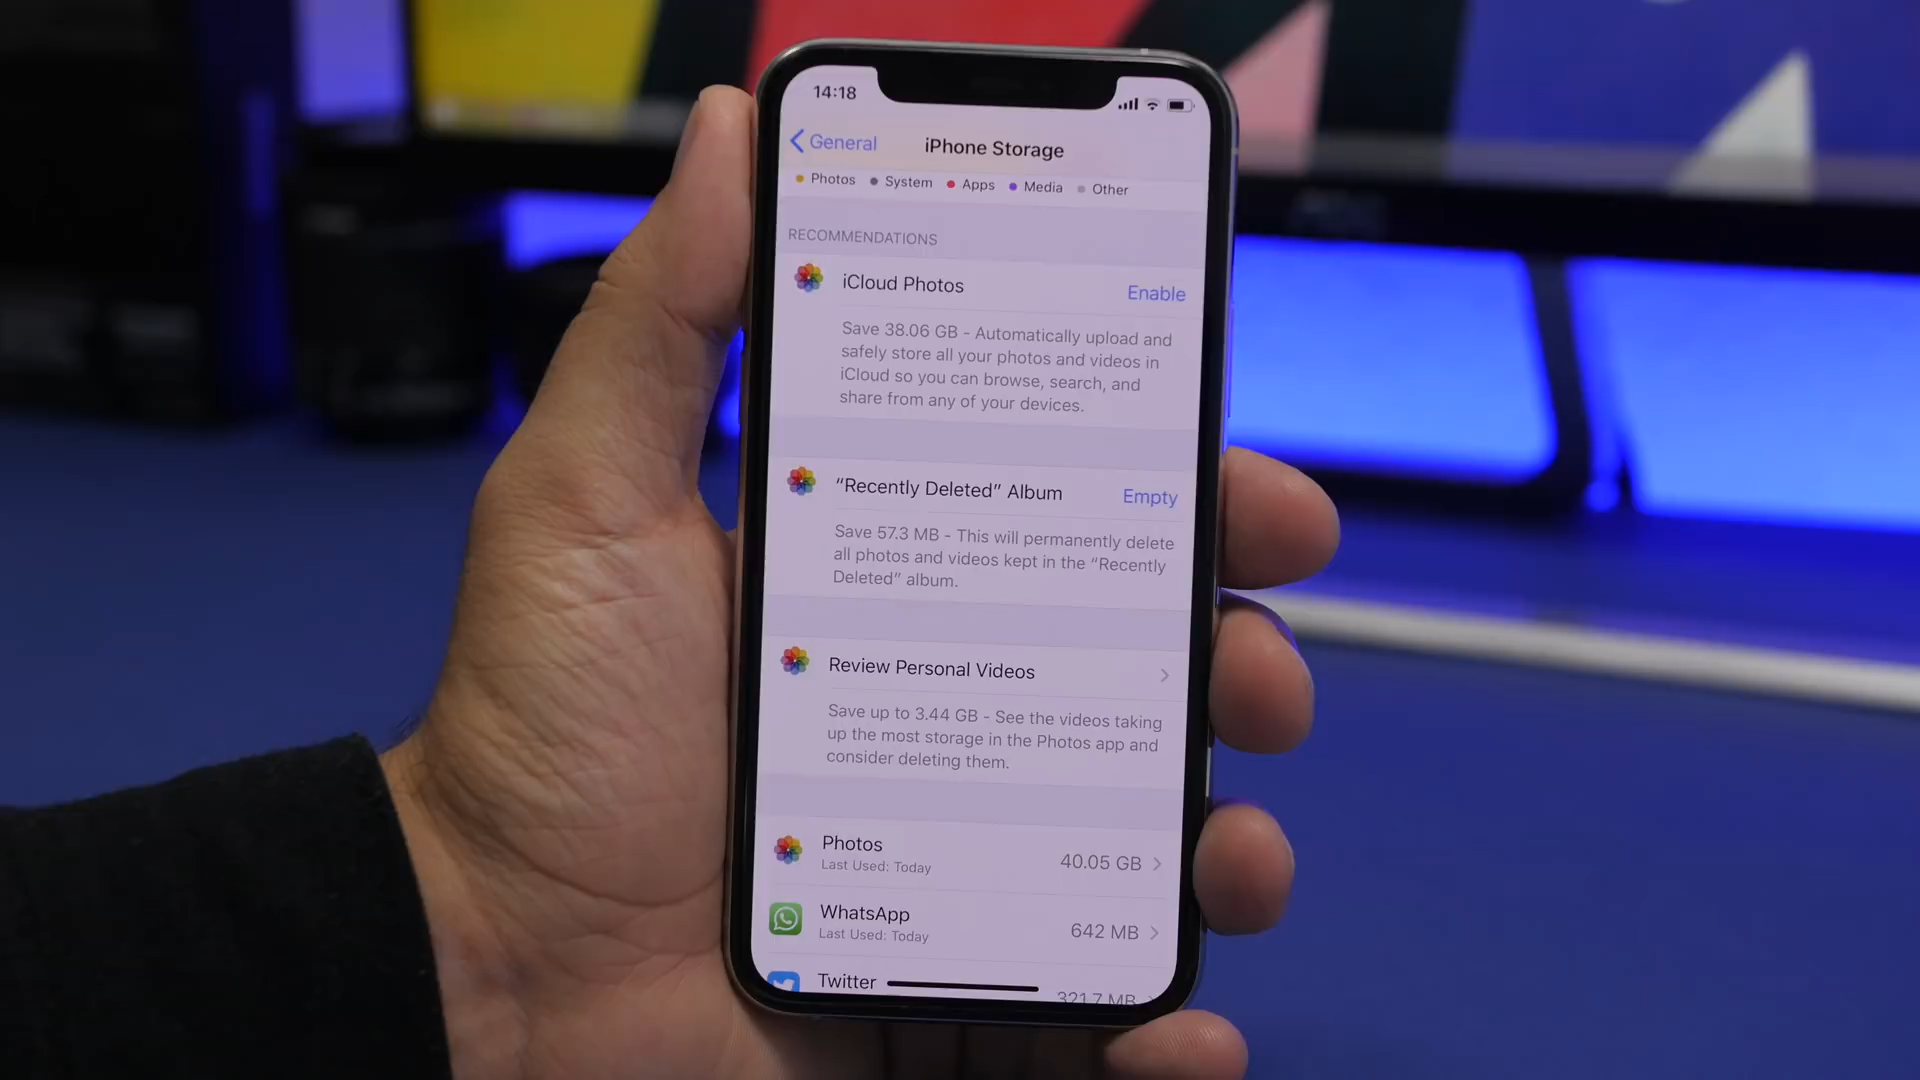 14:18
General
iPhone Storage
Photos System Apps Media Other
RECOMMENDATIONS
iCloud Photos
Enable
Save 38.06 GB - Automatically upload and
safely store all your photos and videos in
iCloud so you can browse, search, and
share from any of your devices.
“Recently Deleted” Album
Empty
Save 57.3 MB - This will permanently delete
all photos and videos kept in the “Recently
Deleted” album.
Review Personal Videos
Save up to 3.44 GB - See the videos taking
up the most storage in the Photos app and
consider deleting them.
Photos
Last Used: Today
40.05 GB
WhatsApp
Last Used: Today
642 MB
Twitter
321.7 MB